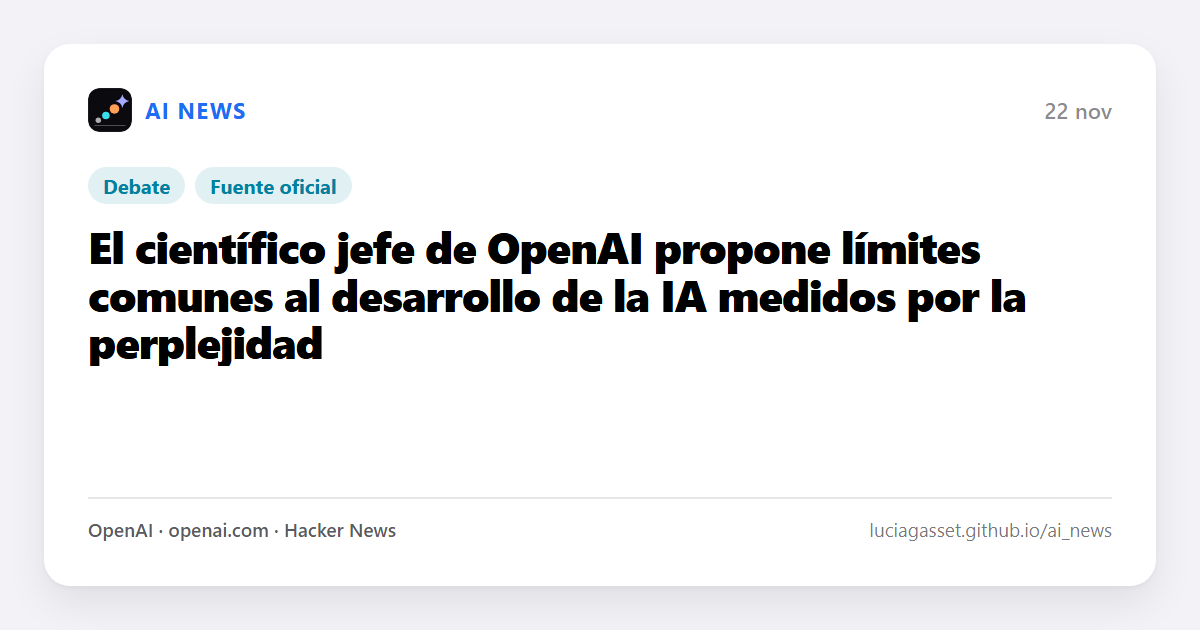 AI NEWS
22 nov
Debate
Fuente oficial
El científico jefe de OpenAI propone límites
comunes al desarrollo de la IA medidos por la
perplejidad
OpenAI · openai.com · Hacker News
luciagasset.github.io/ai_news